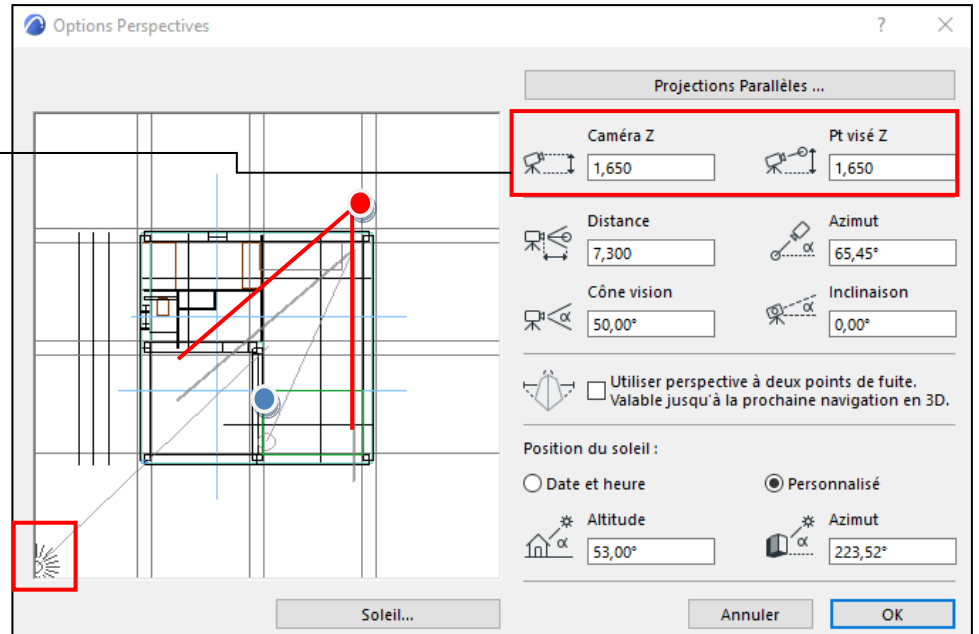 Options Perspectives
?
Projections Parallèles ...
Caméra Z
Pt visé Z
1,650
1,650
Distance
Azimut
7,300
α
65,45°
Cône vision
Inclinaison
α
50,00°
α
0,00°
Utiliser perspective à deux points de fuite.
Valable jusqu'à la prochaine navigation en 3D.
Position du soleil :
Date et heure
Personnalisé
Altitude
Azimut
α
53,00°
α
223,52°
Soleil...
Annuler
OK